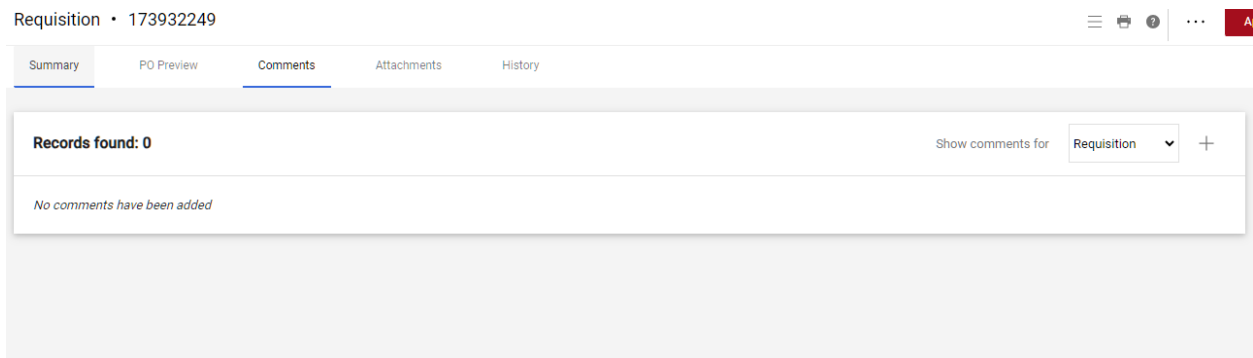 Requisition • 173932249
Summary PO Preview Comments Attachments History
Records found: 0 Show comments for Requisition
No comments have been added